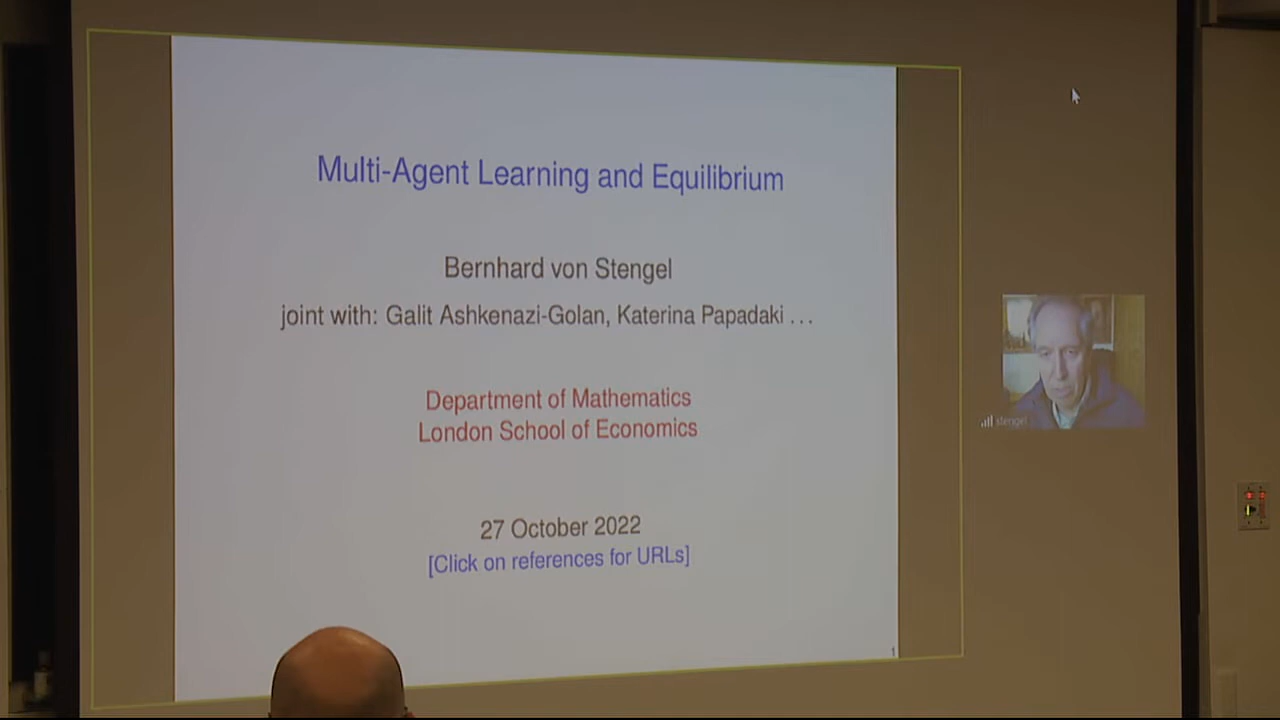 Multi-Agent Learning and Equilibrium
Bernhard von Stengel
joint with: Galit Ashkenazi-Golan, Katerina Papadaki ...
Department of Mathematics
London School of Economics
27 October 2022
[Click on references for URLs]
1
stengel